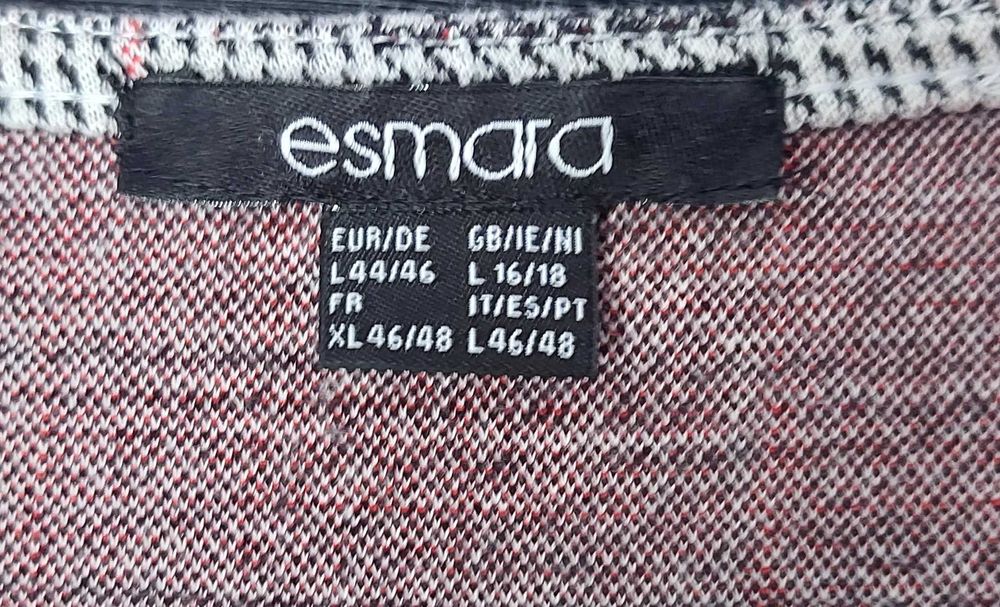 esmara
EUR/DE GB/IE/NI
L44/46 L 16/18
FR IT/ES/PT
XL46/48 L46/48